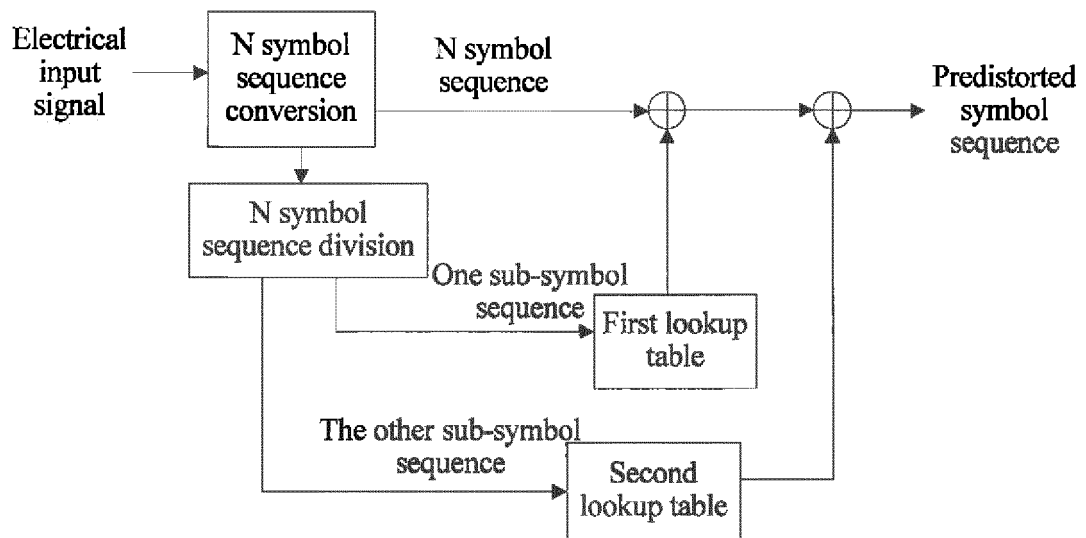 Electrical
input
signal
N symbol
sequence
conversion
N symbol
sequence
Predistorted
symbol
sequence
N symbol
sequence division
One sub-symbol
sequence
First lookup
table
The other sub-symbol
sequence
Second
lookup table